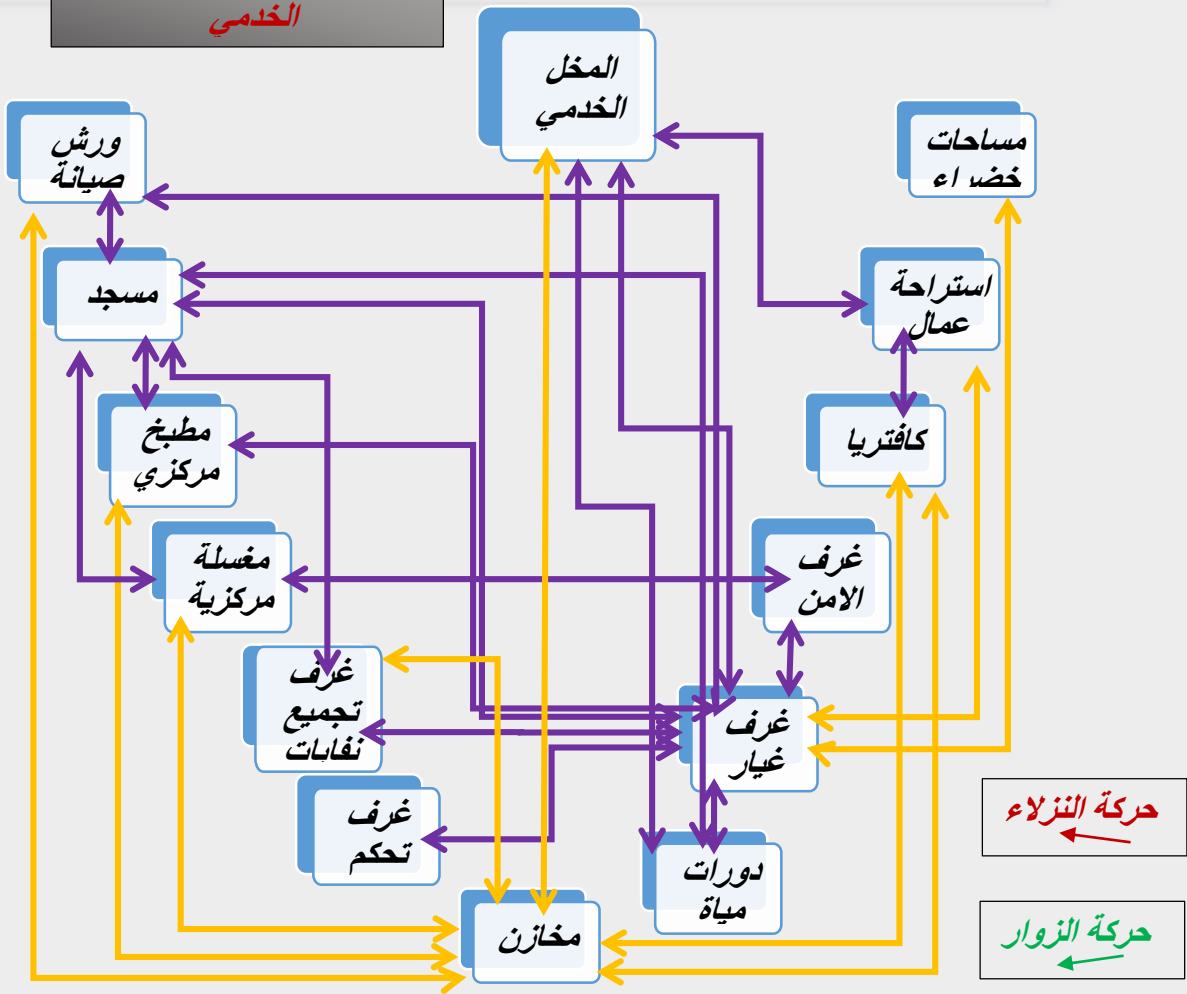 الخدمي
المخل
الخدمي
ورش
صيانة
مساحات
خضراء
مسجد
استراحة
عمال
مطبخ
مركزي
كافتريا
مغسلة
مركزية
غرف
الامن
غرف
تجميع
نفايات
غرف
غيار
غرف
تحكم
دورات
مياة
مخازن
حركة النزلاء
حركة الزوار